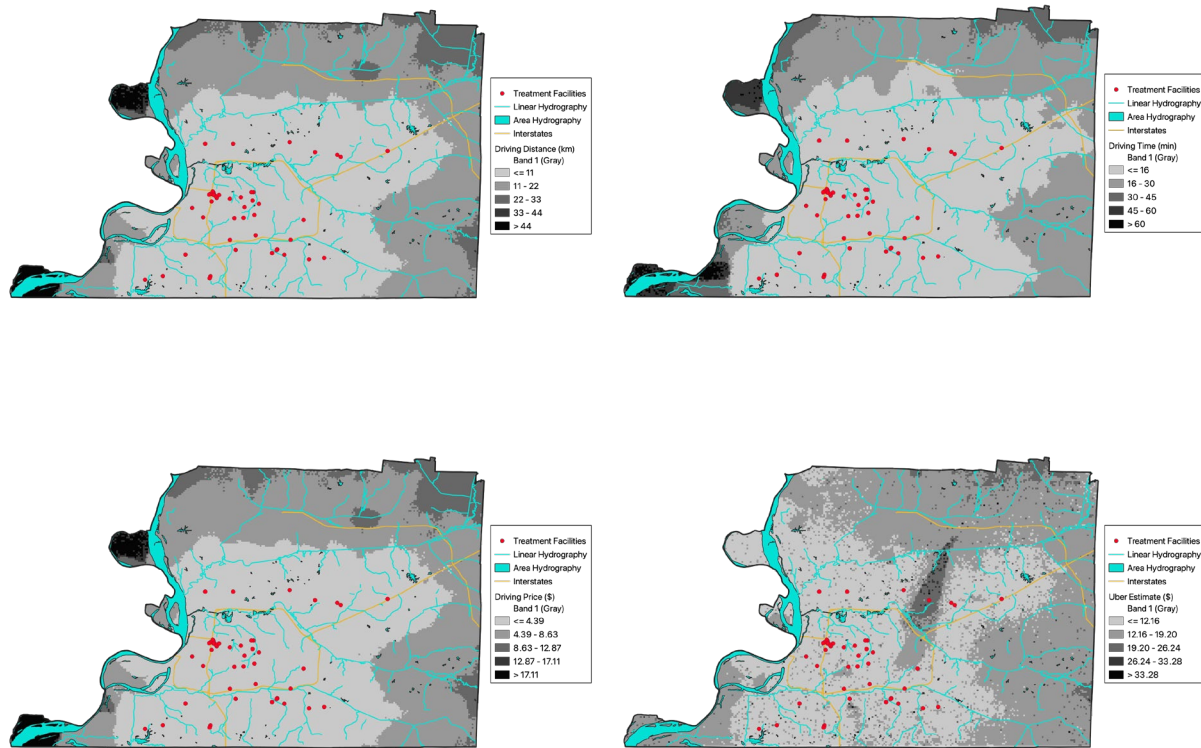 Treatment Facilities
Linear Hydrography
Area Hydrography
Interstates
Driving Distance (km)
Band 1 (Gray)
<= 11
11 - 22
22 - 33
33 - 44
> 44
Treatment Facilities
Linear Hydrography
Area Hydrography
Interstates
Driving Time (min)
Band 1 (Gray)
<= 16
16 - 30
30 - 45
45 - 60
> 60
Treatment Facilities
Linear Hydrography
Area Hydrography
Interstates
Driving Price ($)
Band 1 (Gray)
<= 4.39
4.39 - 8.63
8.63 - 12.87
12.87 - 17.11
> 17.11
Treatment Facilities
Linear Hydrography
Area Hydrography
Interstates
Uber Estimate ($)
Band 1 (Gray)
<= 12.16
12.16 - 19.20
19.20 - 26.24
26.24 - 33.28
> 33.28